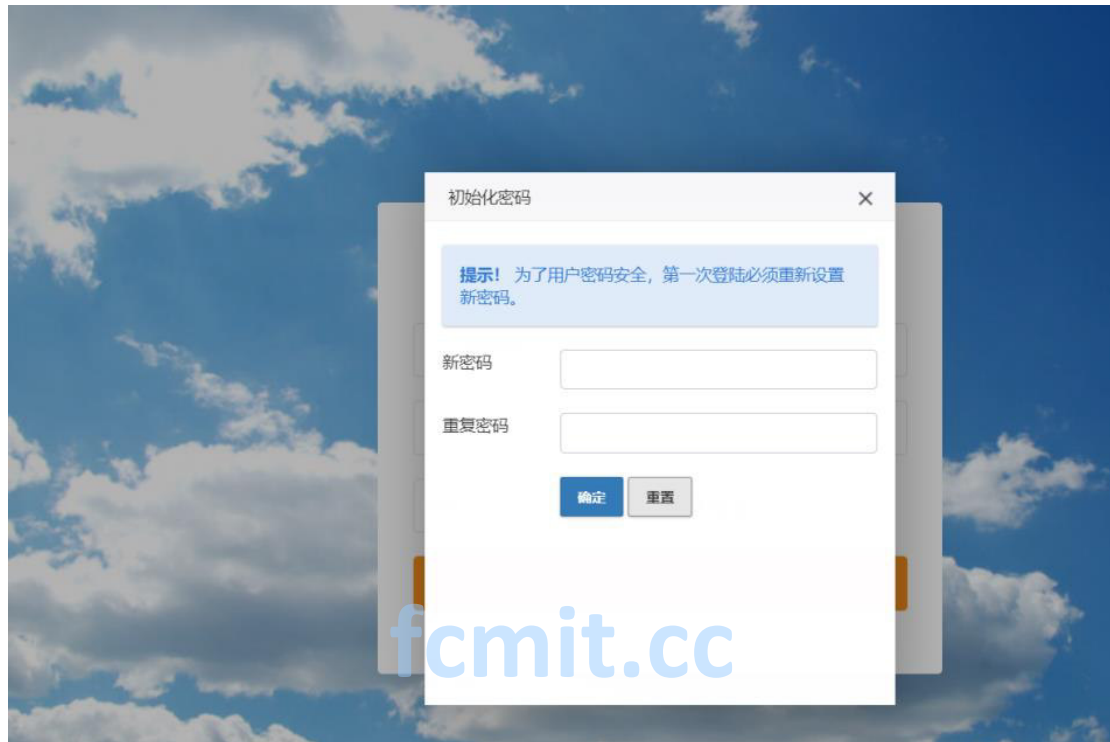 初始化密码
提示！ 为了用户密码安全，第一次登陆必须重新设置
新密码。
新密码
重复密码
确定 重置
fcmit.cc